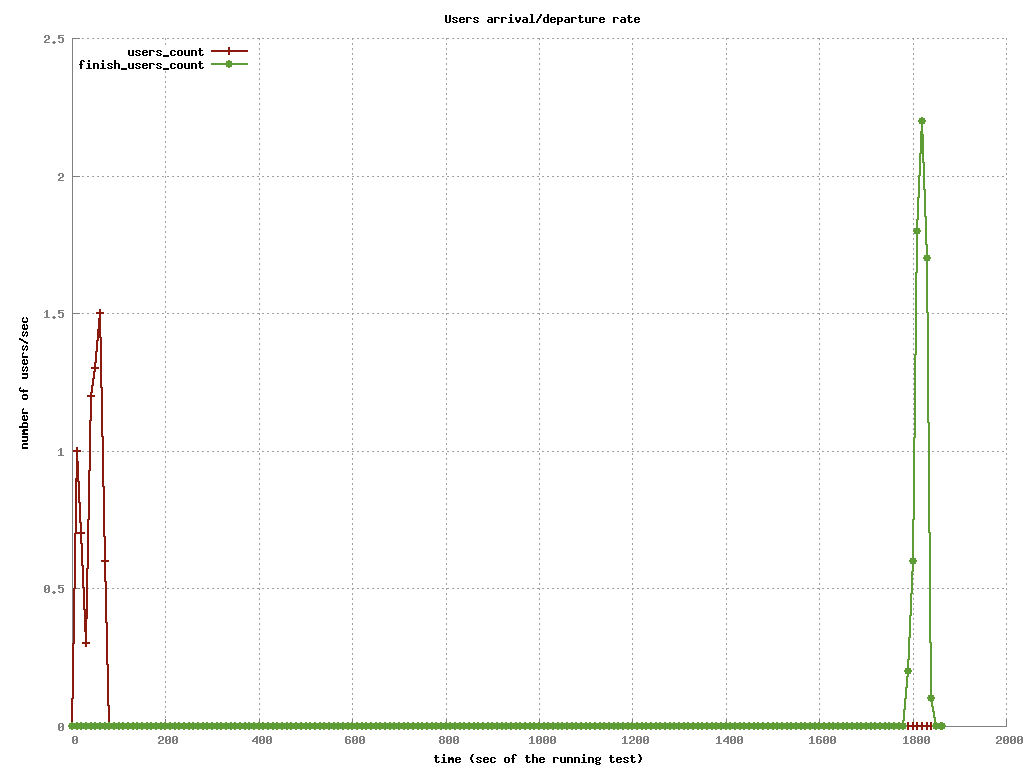 Users arrival/departure rate
2.5
users_count
finish_users_count
2
1.5
number of users/sec
1
0.5
0
0 200 400 600 800 1000 1200 1400 1600 1800 2000
time (sec of the running test)